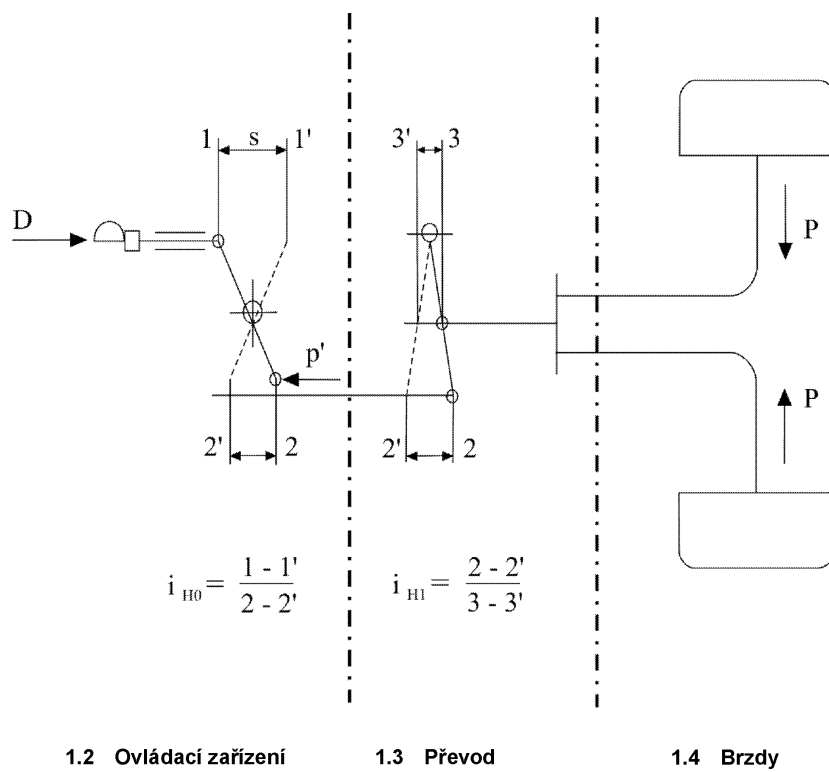 1 s 1'
3' 3
D
P
p'
P
2' 2
2' 2
i H0 = 1 - 1' / 2 - 2'
i H1 = 2 - 2' / 3 - 3'
1.2 Ovládací zařízení
1.3 Převod
1.4 Brzdy